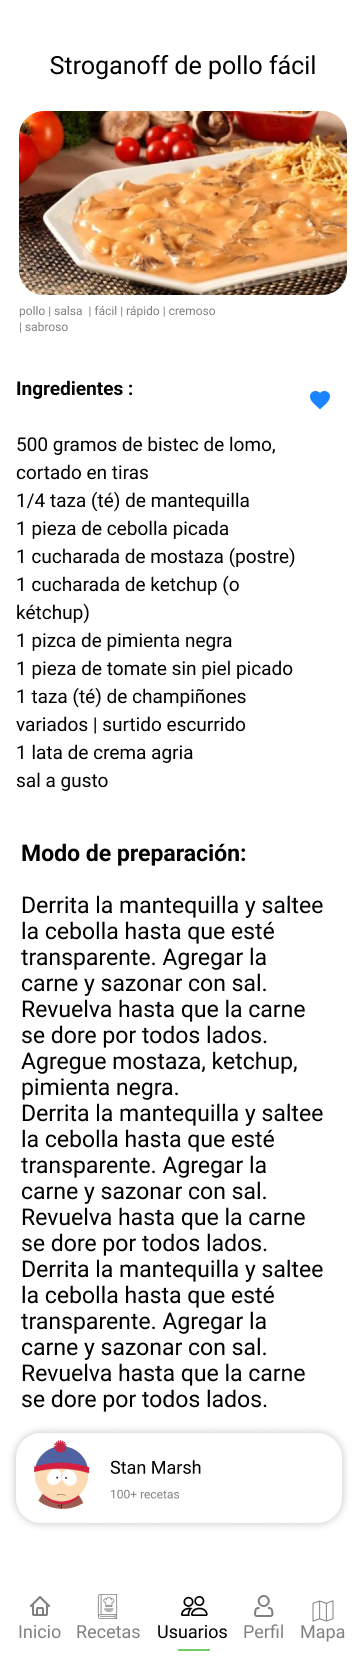 Stroganoff de pollo fácil
pollo | salsa | fácil | rápido | cremoso
| sabroso
Ingredientes :
500 gramos de bistec de lomo,
cortado en tiras
1/4 taza (té) de mantequilla
1 pieza de cebolla picada
1 cucharada de mostaza (postre)
1 cucharada de ketchup (o
kétchup)
1 pizca de pimienta negra
1 pieza de tomate sin piel picado
1 taza (té) de champiñones
variados | surtido escurrido
1 lata de crema agria
sal a gusto
Modo de preparación:
Derrita la mantequilla y saltee
la cebolla hasta que esté
transparente. Agregar la
carne y sazonar con sal.
Revuelva hasta que la carne
se dore por todos lados.
Agregue mostaza, ketchup,
pimienta negra.
Derrita la mantequilla y saltee
la cebolla hasta que esté
transparente. Agregar la
carne y sazonar con sal.
Revuelva hasta que la carne
se dore por todos lados.
Derrita la mantequilla y saltee
la cebolla hasta que esté
transparente. Agregar la
carne y sazonar con sal.
Revuelva hasta que la carne
se dore por todos lados.
Stan Marsh
100+ recetas
Inicio Recetas Usuarios Perfil Mapa